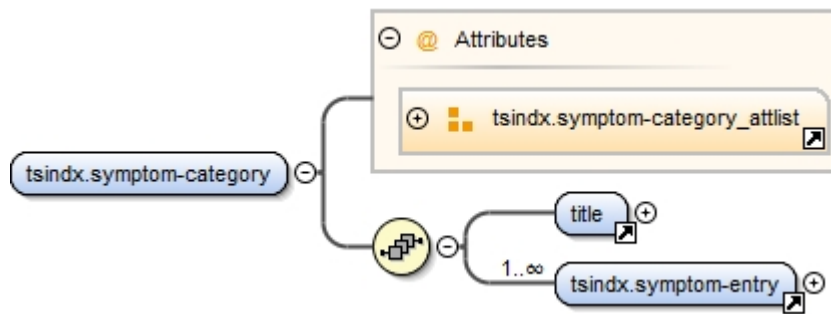 @ Attributes
tsindx.symptom-category_attlist
tsindx.symptom-category
title
1..∞
tsindx.symptom-entry